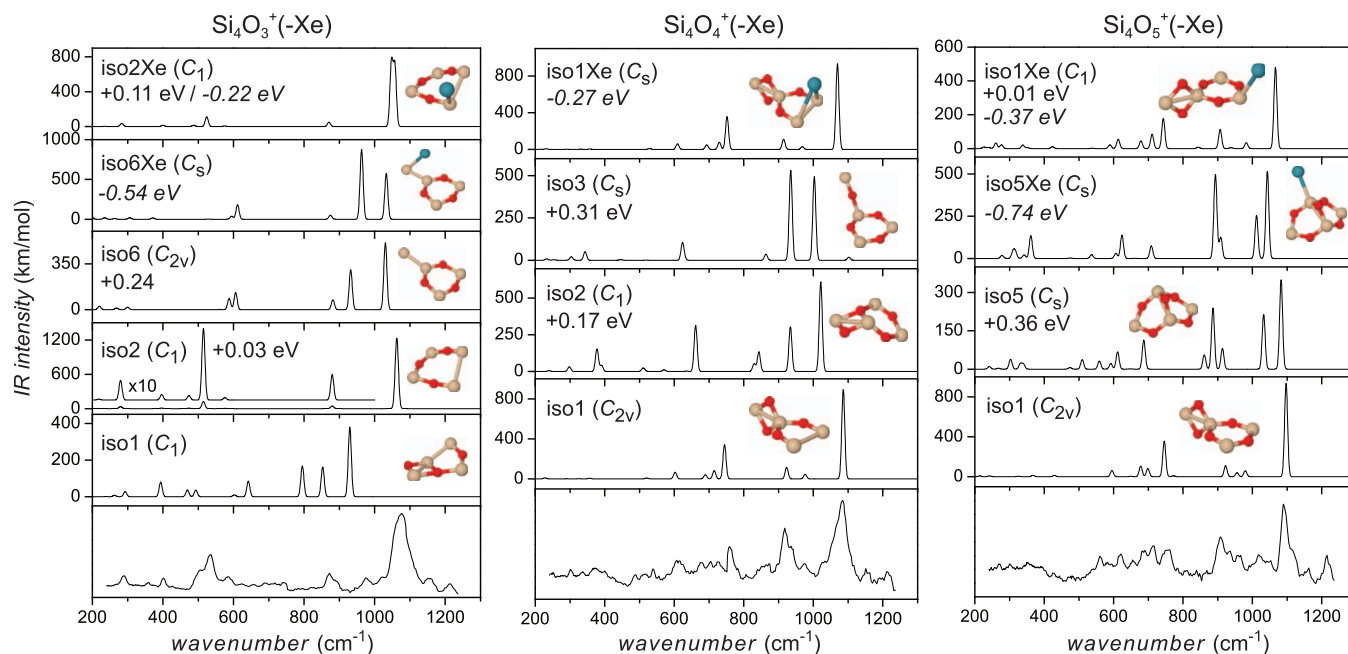 Si₄O₃⁺(-Xe)
800
400
0
iso2Xe (C₁)
+0.11 eV / -0.22 eV
1000
500
0
iso6Xe (Cₛ)
-0.54 eV
350
0
iso6 (C₂ᵥ)
+0.24
1200
600
0
iso2 (C₁)
+0.03 eV
x10
400
200
0
iso1 (C₁)
200 400 600 800 1000 1200
wavenumber (cm⁻¹)
IR intensity (km/mol)
Si₄O₄⁺(-Xe)
800
400
0
iso1Xe (Cₛ)
-0.27 eV
500
250
0
iso3 (Cₛ)
+0.31 eV
500
250
0
iso2 (C₁)
+0.17 eV
800
400
0
iso1 (C₂ᵥ)
200 400 600 800 1000 1200
wavenumber (cm⁻¹)
Si₄O₅⁺(-Xe)
600
400
200
0
iso1Xe (C₁)
+0.01 eV
-0.37 eV
500
250
0
iso5Xe (Cₛ)
-0.74 eV
300
150
0
iso5 (Cₛ)
+0.36 eV
800
400
0
iso1 (C₂ᵥ)
200 400 600 800 1000 1200
wavenumber (cm⁻¹)